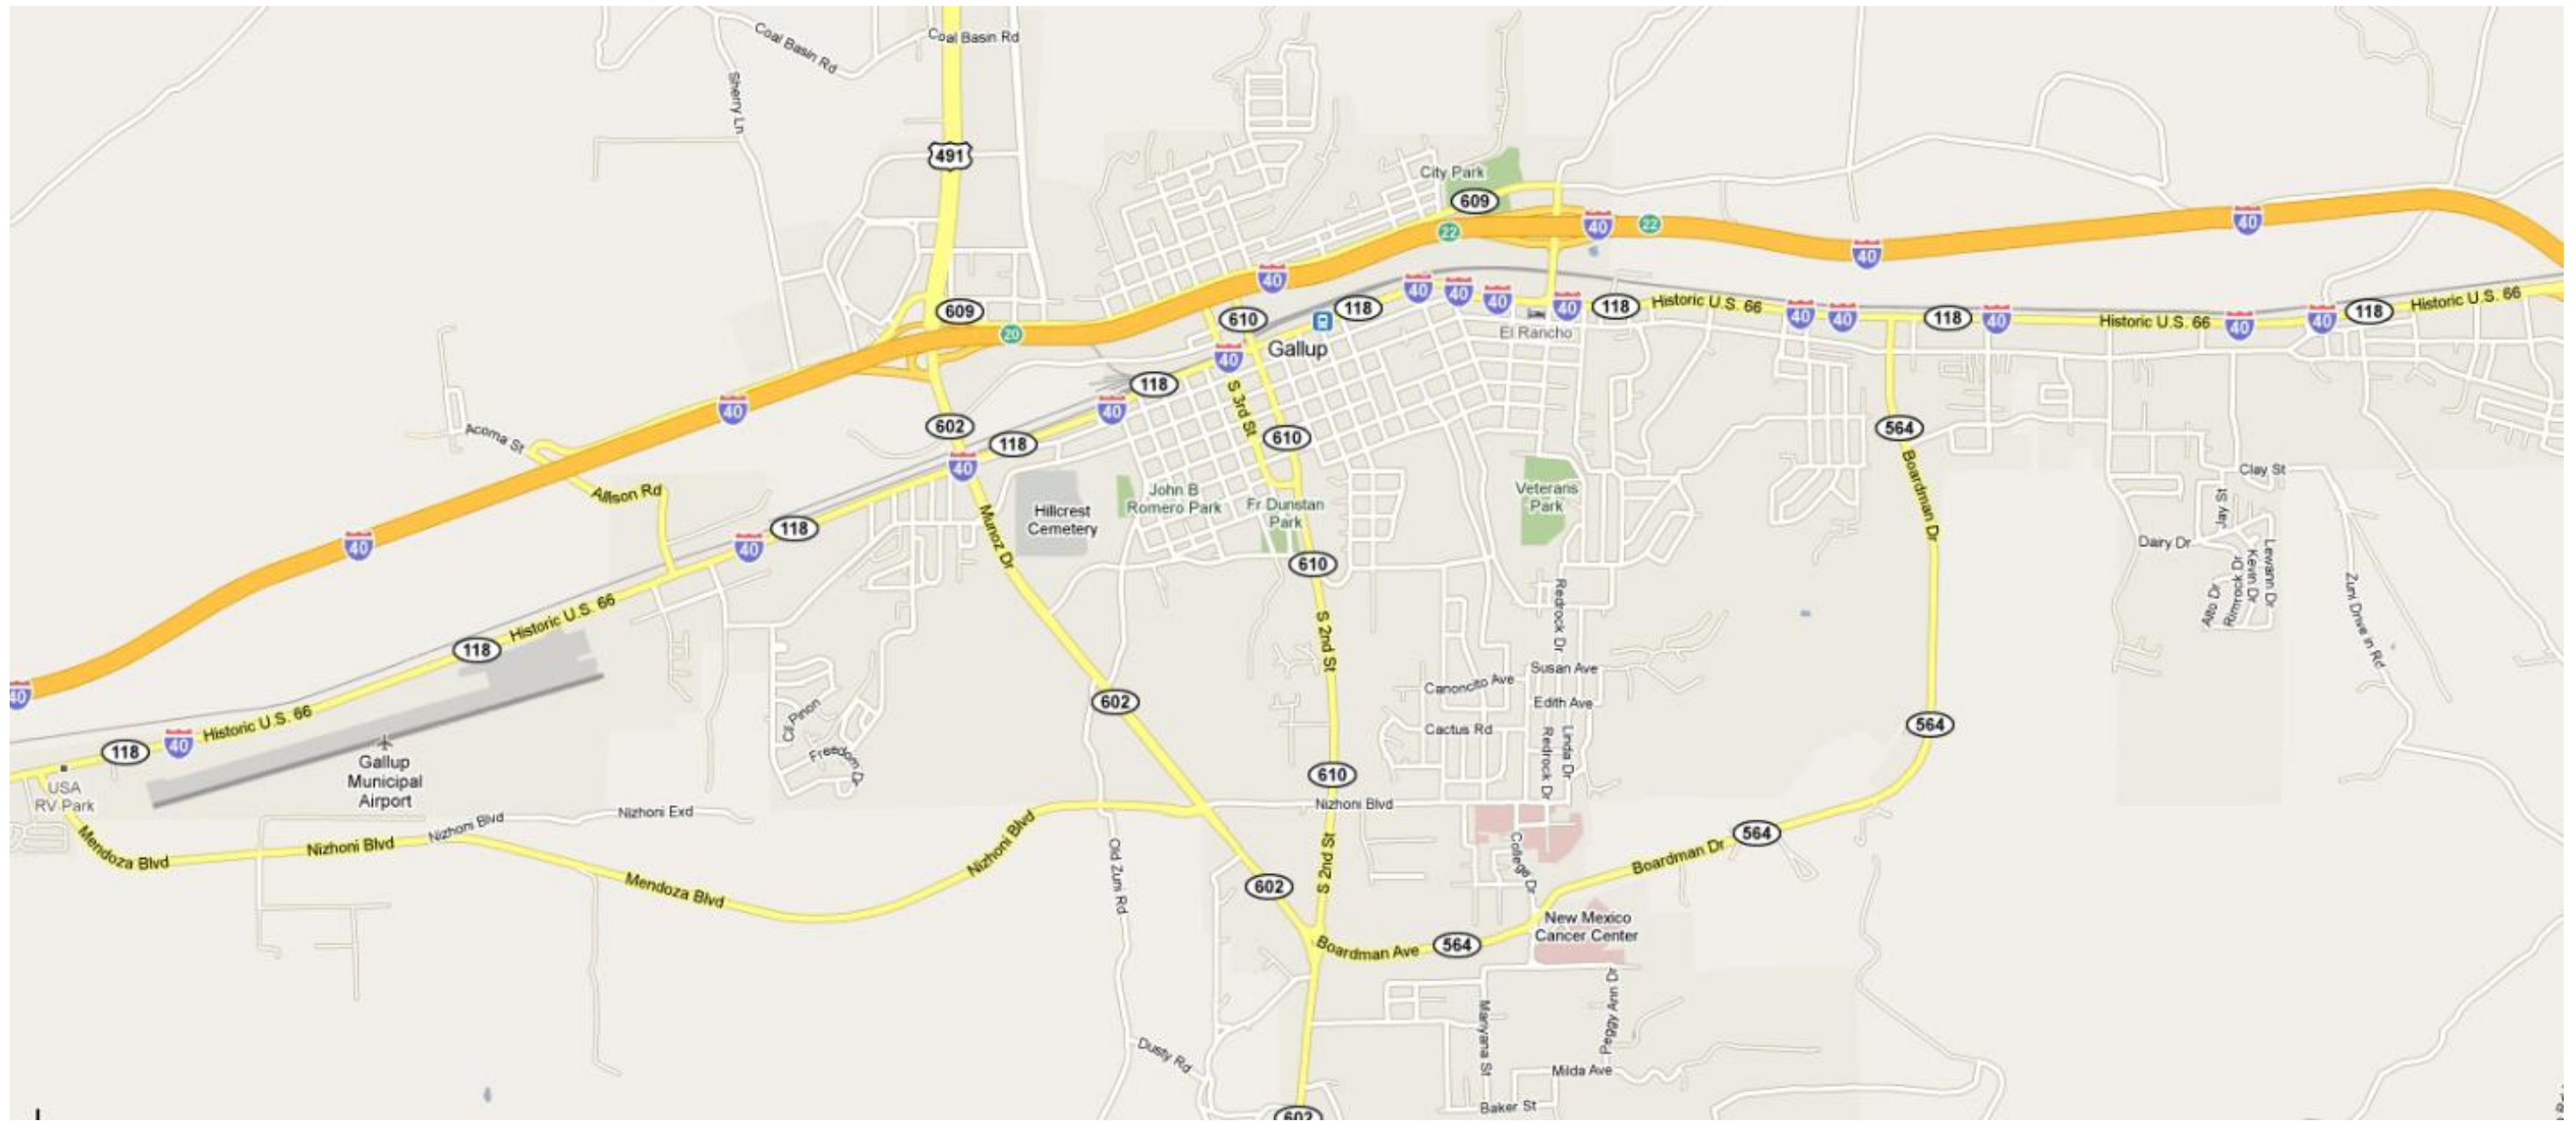 Coal Basin Rd
Coal Basin Rd
Sherry Ln
491
City Park
609
22
40
22
40
40
40
609
20
610
118
40
40
40
40
118
Historic U.S. 66
40
40
118
40
Historic U.S. 66
40
40
118
Historic U.S. 66
El Rancho
Gallup
40
118
40
40
S 3rd St
610
602
118
40
Acoma St
Allison Rd
564
Boardman Dr
Clay St
Jay St
Dairy Dr
Alto Dr
Rimrock Dr
Kevin Dr
Lewann Dr
Zuni Drive in Rd
John B
Romero Park
Fr Dunstan
Park
Veterans
Park
Hillcrest
Cemetery
Munoz Dr
118
40
40
610
Historic U.S. 66
118
S 2nd St
Redrock Dr
Susan Ave
Canoncito Ave
Edith Ave
Cactus Rd
Redrock Dr
Linda Dr
602
564
40
Historic U.S. 66
40
118
Cll Pinon
Freedom Dr
Gallup
Municipal
Airport
USA
RV Park
610
Nizhoni Blvd
Nizhoni Exd
Nizhoni Blvd
Nizhoni Blvd
Mendoza Blvd
Mendoza Blvd
Nizhoni Blvd
Old Zuni Rd
S 2nd St
College Dr
564
Boardman Dr
602
New Mexico
Cancer Center
Boardman Ave
564
Manyana St
Peggy Ann Dr
Dusty Rd
Milda Ave
Baker St
602